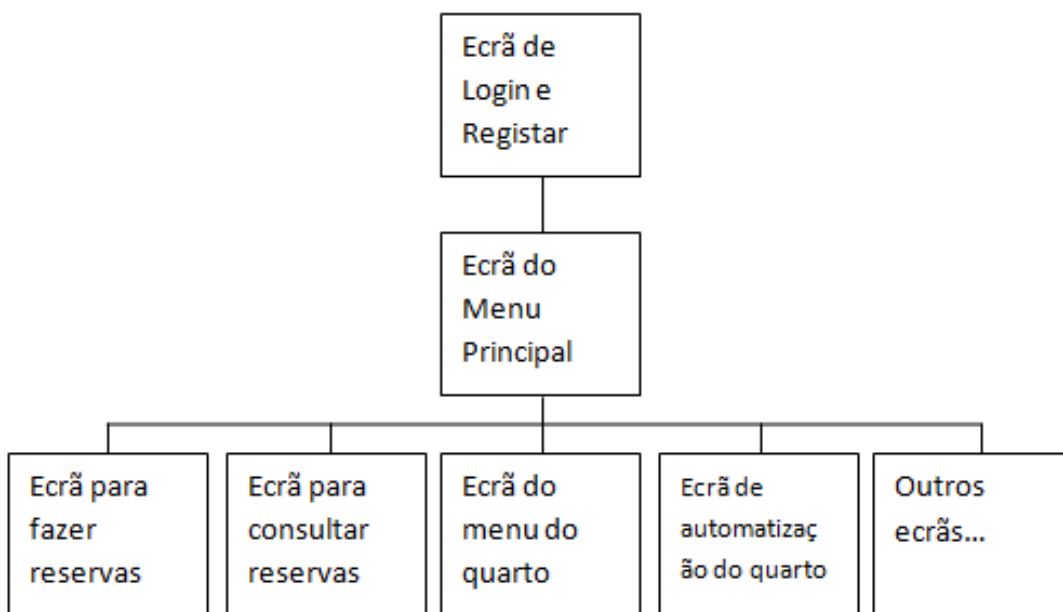 Ecrã de
Login e
Registar
Ecrã do
Menu
Principal
Ecrã para
fazer
reservas
Ecrã para
consultar
reservas
Ecrã do
menu do
quarto
Ecrã de
automatizaç
ão do quarto
Outros
ecrãs...